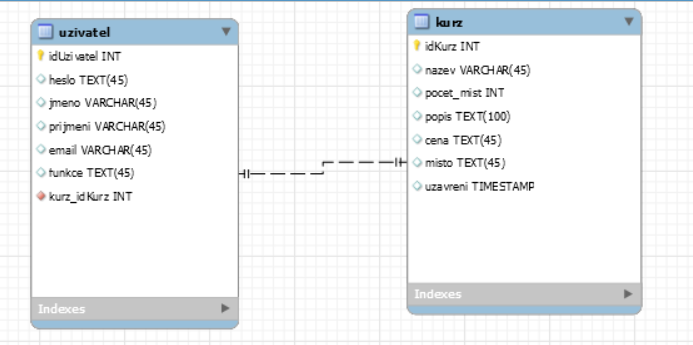 uzivatel
idUzivatel INT
heslo TEXT(45)
jmeno VARCHAR(45)
prijmeni VARCHAR(45)
email VARCHAR(45)
funkce TEXT(45)
kurz_idKurz INT
Indexes
kurz
idKurz INT
nazev VARCHAR(45)
pocet_mist INT
popis TEXT(100)
cena TEXT(45)
misto TEXT(45)
uzavreni TIMESTAMP
Indexes